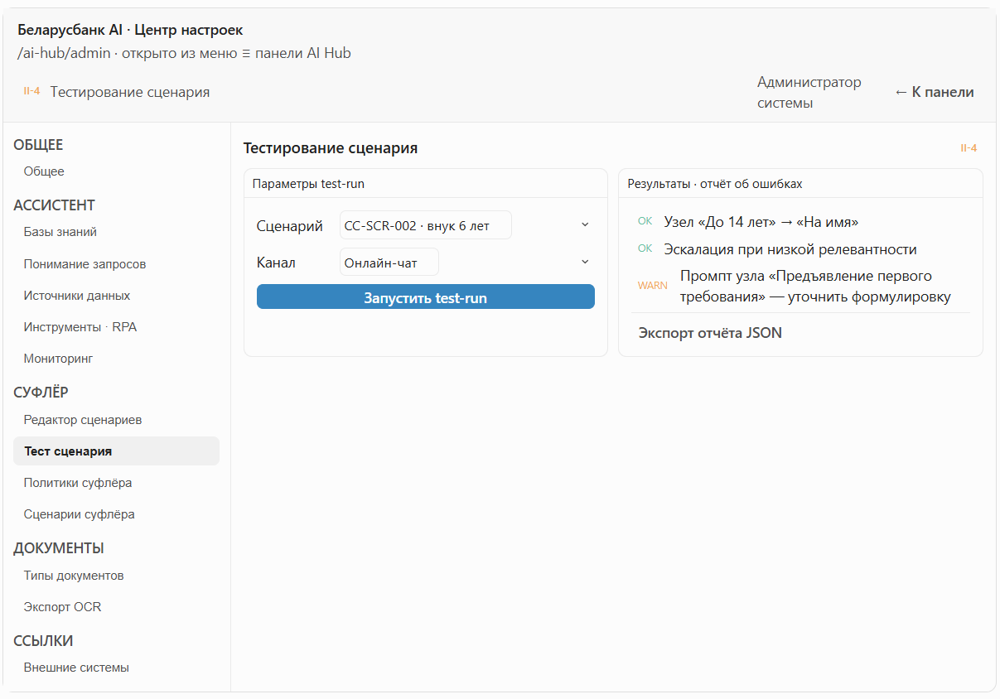 Беларусбанк AI · Центр настроек
/ai-hub/admin · открыто из меню ☰ панели AI Hub
II-4 Тестирование сценария
Администратор
системы
← К панели
ОБЩЕЕ
Общее
АССИСТЕНТ
Базы знаний
Понимание запросов
Источники данных
Инструменты · RPA
Мониторинг
СУФЛЁР
Редактор сценариев
Тест сценария
Политики суфлёра
Сценарии суфлёра
ДОКУМЕНТЫ
Типы документов
Экспорт OCR
ССЫЛКИ
Внешние системы
Тестирование сценария
II-4
Параметры test-run
Сценарий CC-SCR-002 · внук 6 лет
Канал Онлайн-чат
Запустить test-run
Результаты · отчёт об ошибках
OK Узел «До 14 лет» → «На имя»
OK Эскалация при низкой релевантности
WARN Промпт узла «Предъявление первого
требования» — уточнить формулировку
Экспорт отчёта JSON